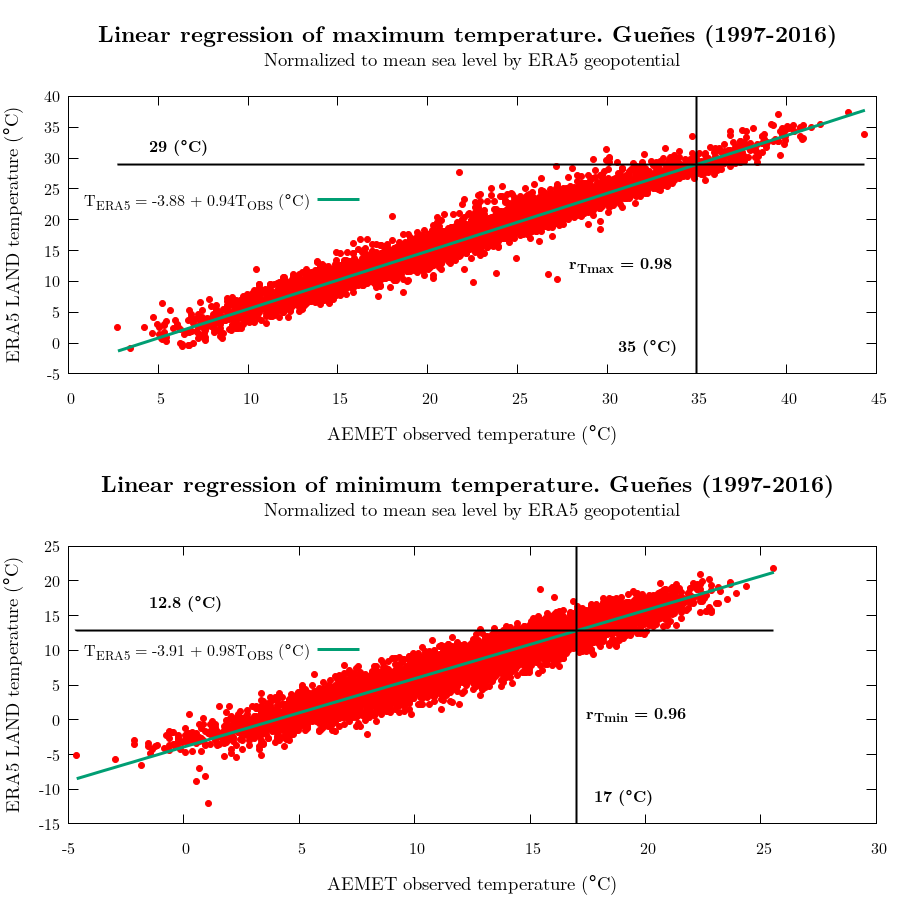 Linear regression of maximum temperature. Gueñes (1997-2016)
Normalized to mean sea level by ERA5 geopotential
ERA5 LAND temperature (°C)
40
35
30
25
20
15
10
5
0
-5
29 (°C)
TERA5 = -3.88 + 0.94TOBS (°C)
rTmax = 0.98
35 (°C)
0 5 10 15 20 25 30 35 40 45
AEMET observed temperature (°C)
Linear regression of minimum temperature. Gueñes (1997-2016)
Normalized to mean sea level by ERA5 geopotential
ERA5 LAND temperature (°C)
25
20
15
10
5
0
-5
-10
-15
12.8 (°C)
TERA5 = -3.91 + 0.98TOBS (°C)
rTmin = 0.96
17 (°C)
-5 0 5 10 15 20 25 30
AEMET observed temperature (°C)